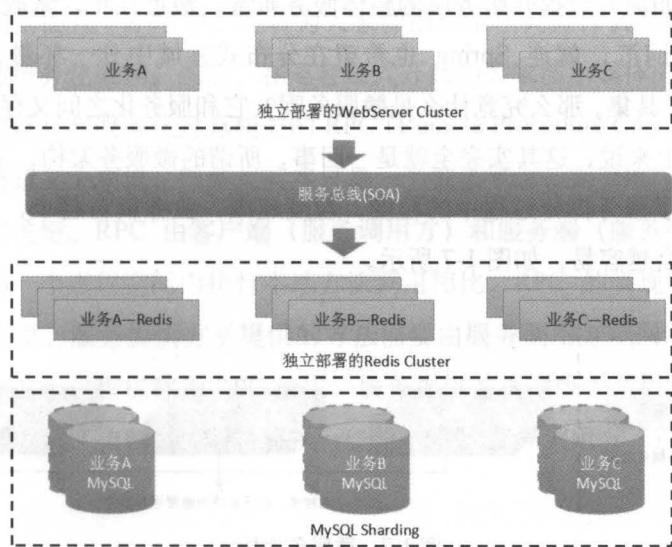 业务A
业务B
业务C
独立部署的WebServer Cluster
服务总线(SOA)
业务A—Redis
业务B—Redis
业务C—Redis
独立部署的Redis Cluster
业务A
MySQL
业务B
MySQL
业务C
MySQL
MySQL Sharding